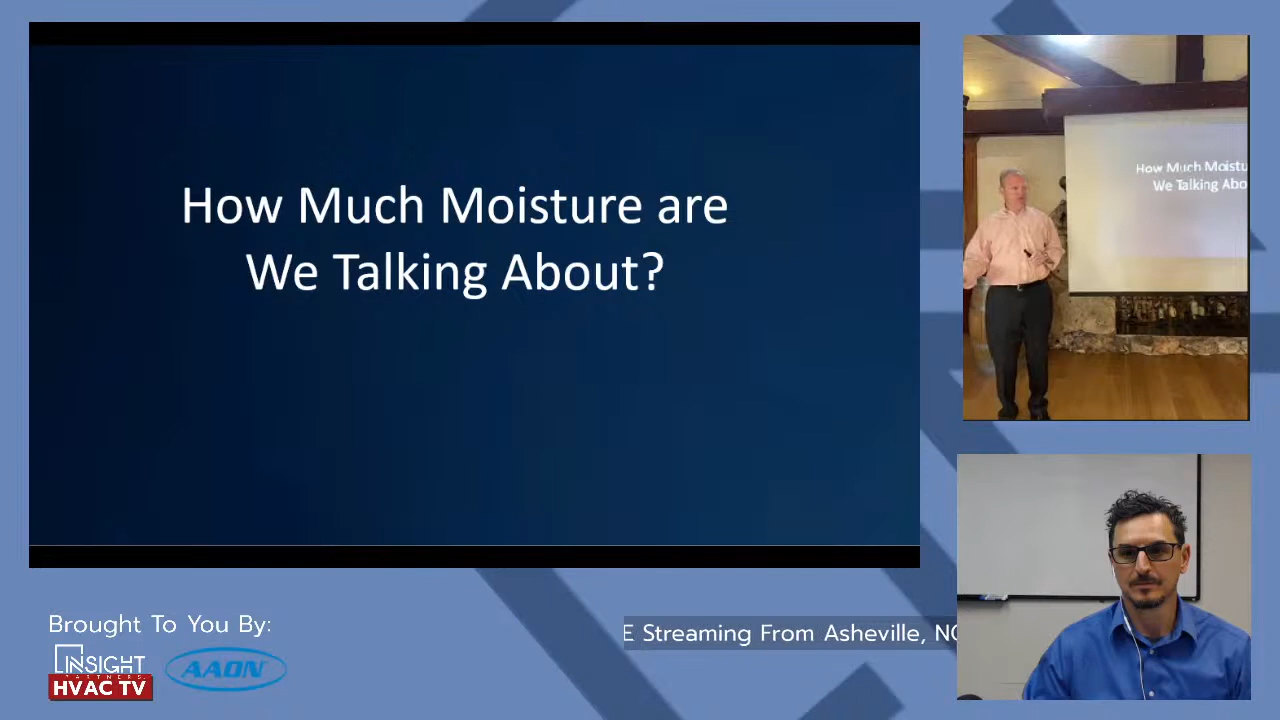 How Much Moisture are
We Talking About?
How Much Moistu
We Talking Abo
Brought To You By:
INSIGHT
PARTNERS
HVAC TV
AAON
E Streaming From Asheville, NC